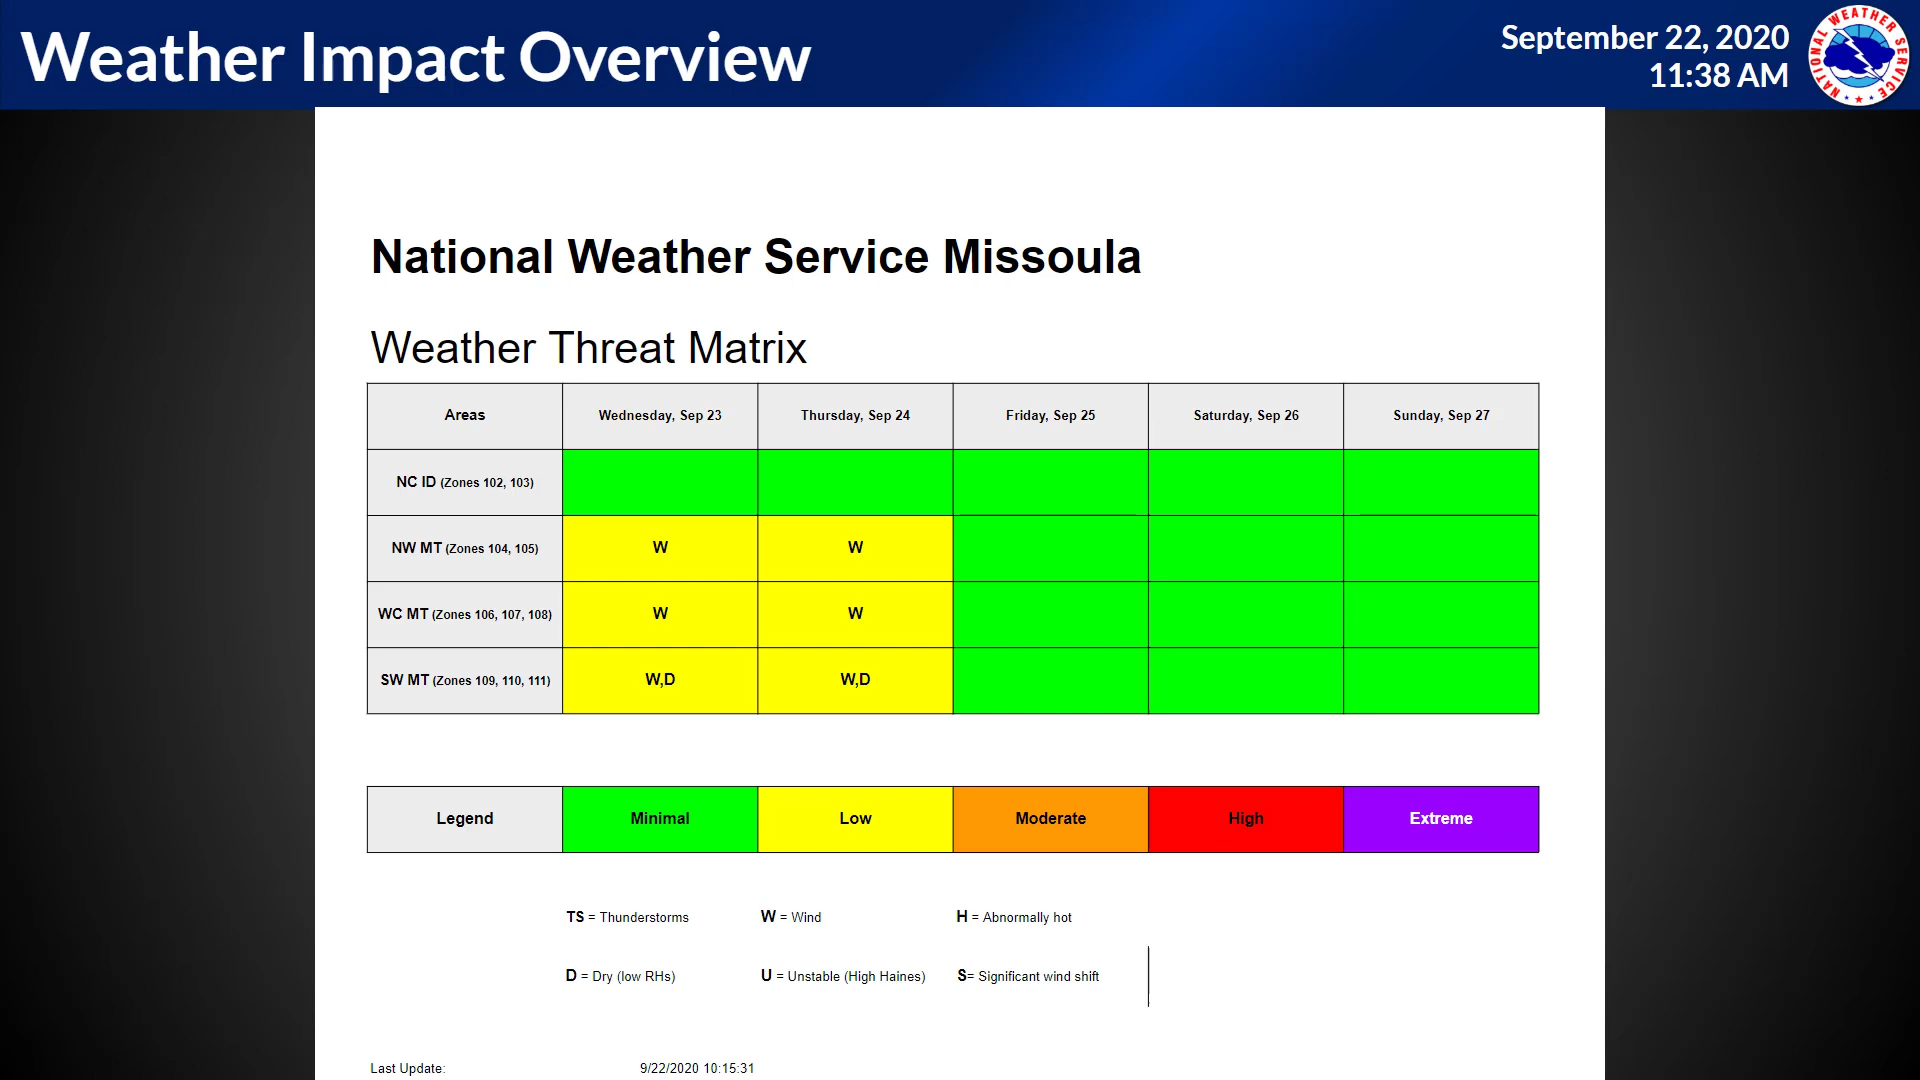 Weather Impact Overview
September 22, 2020
11:38 AM
NATIONAL WEATHER SERVICE
National Weather Service Missoula
Weather Threat Matrix
Areas Wednesday, Sep 23 Thursday, Sep 24 Friday, Sep 25 Saturday, Sep 26 Sunday, Sep 27
NC ID (Zones 102, 103)
NW MT (Zones 104, 105) W W
WC MT (Zones 106, 107, 108) W W
SW MT (Zones 109, 110, 111) W,D W,D
Legend Minimal Low Moderate High Extreme
TS = Thunderstorms W = Wind H = Abnormally hot
D = Dry (low RHs) U = Unstable (High Haines) S= Significant wind shift
Last Update: 9/22/2020 10:15:31